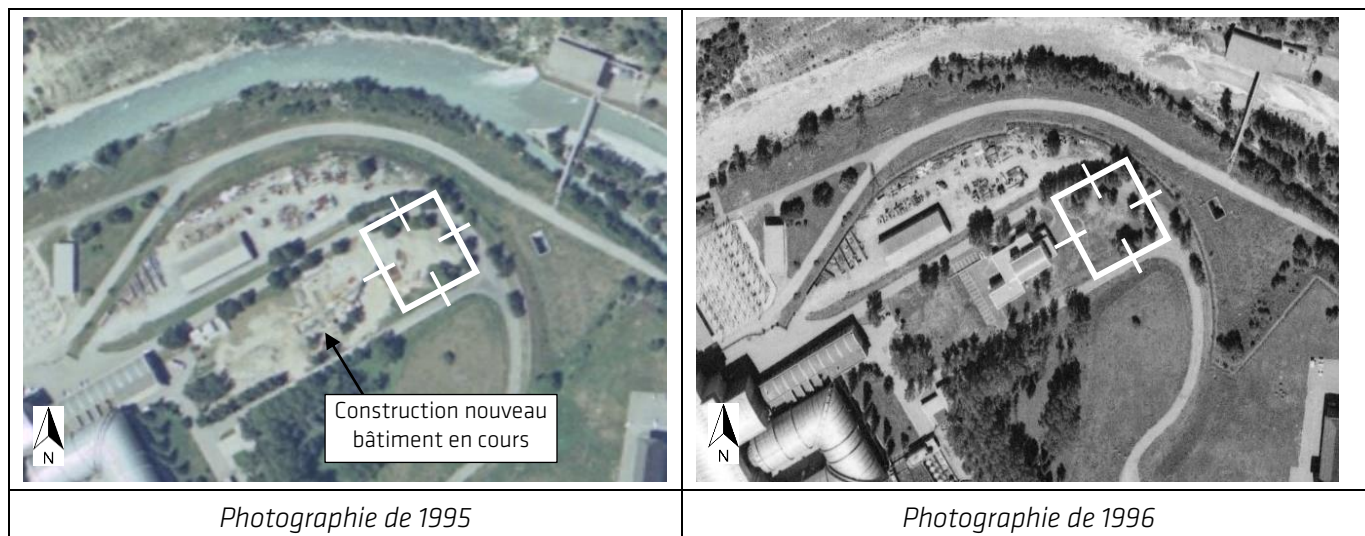 Construction nouveau
bâtiment en cours
N
N
Photographie de 1995
Photographie de 1996